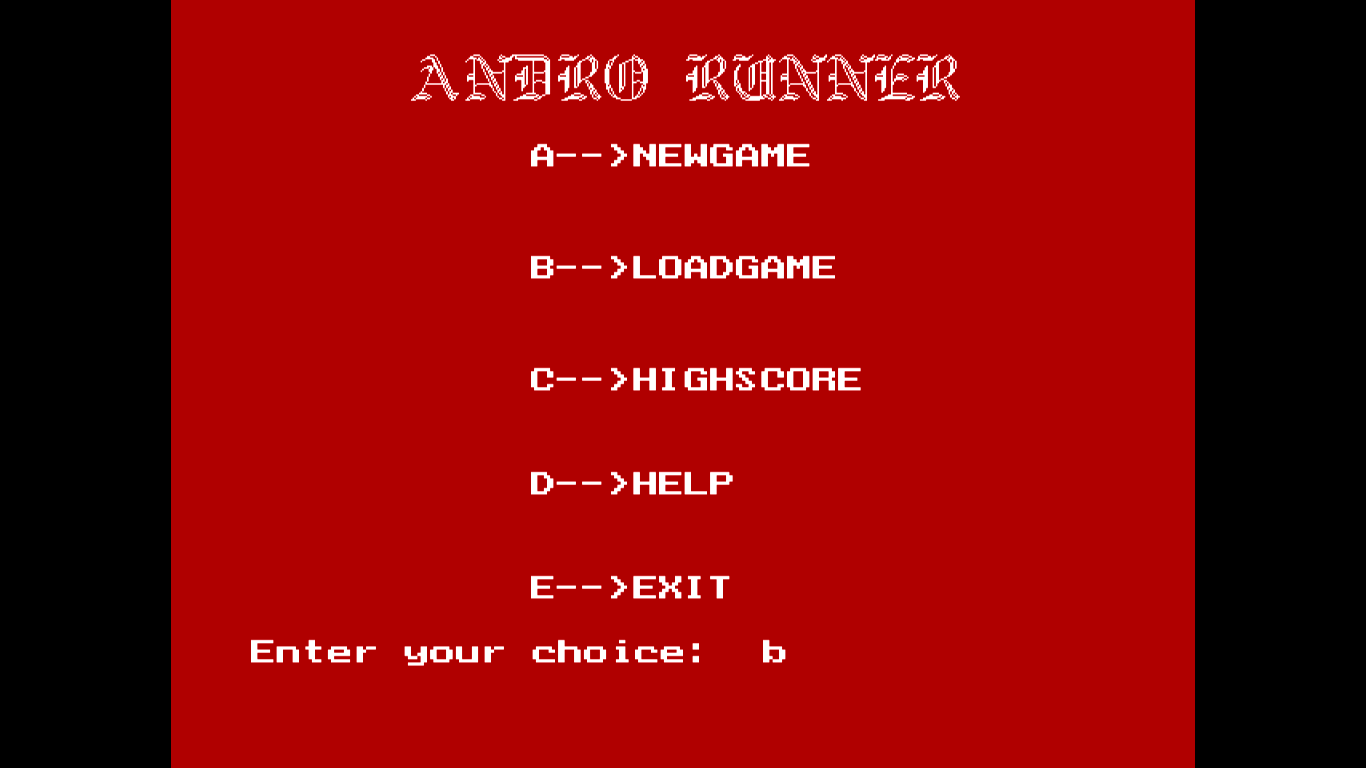 ANDRO RUNNER
A-->NEWGAME
B-->LOADGAME
C-->HIGHSCORE
D-->HELP
E-->EXIT
Enter your choice: b